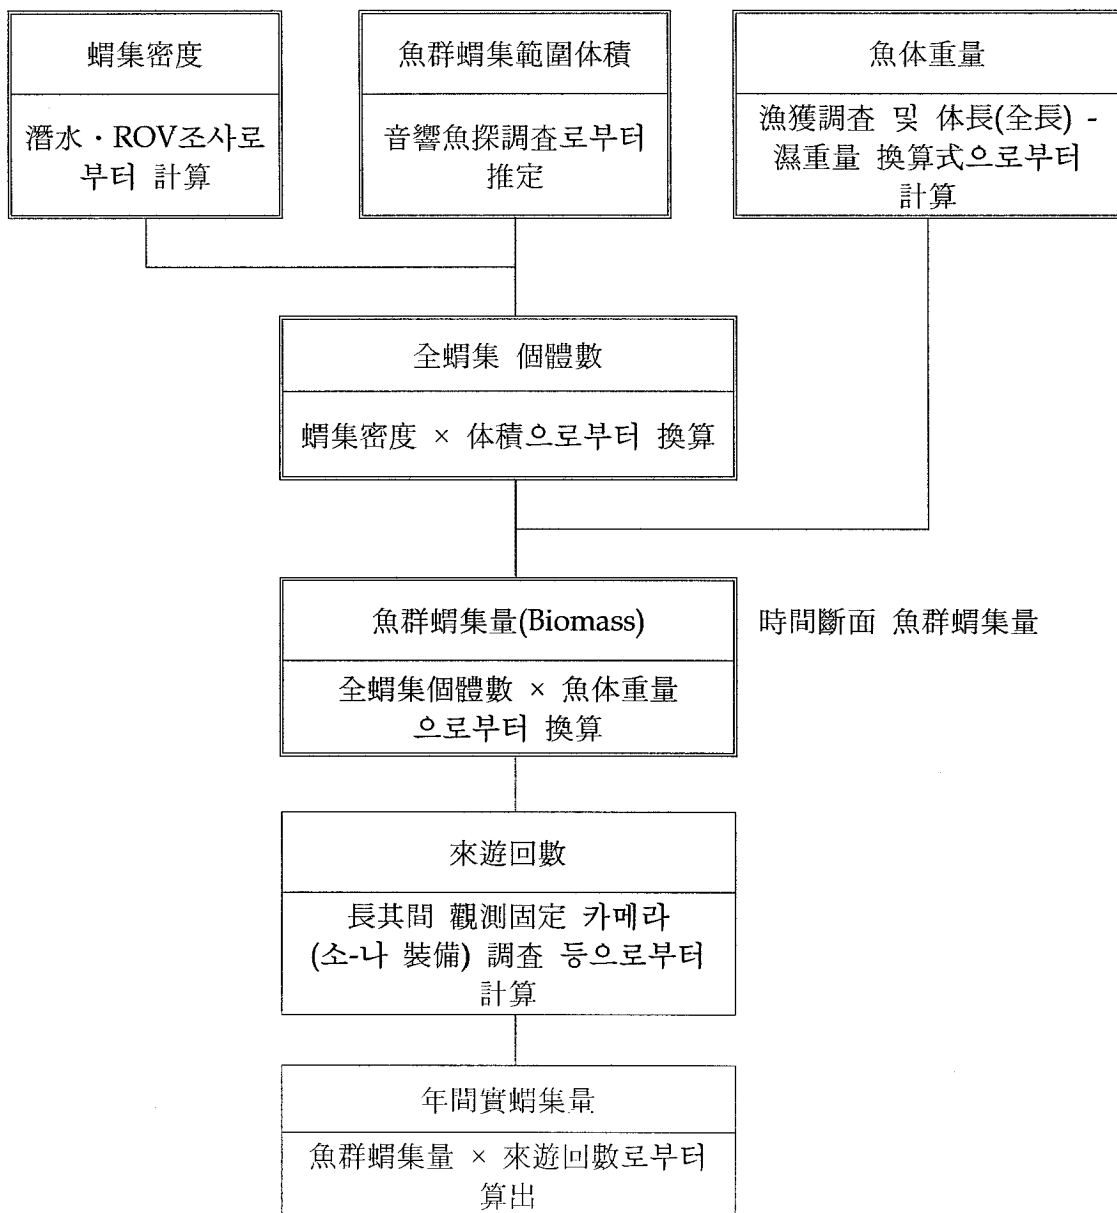 蝟集密度
潛水・ROV조사로
부터 計算
魚群蝟集範圍体積
音響魚探調査로부터
推定
魚体重量
漁獲調査 및 体長(全長) -
濕重量 換算式으로부터
計算
全蝟集 個體數
蝟集密度 × 体積으로부터 換算
魚群蝟集量(Biomass)
時間斷面 魚群蝟集量
全蝟集個體數 × 魚体重量
으로부터 換算
來遊回數
長其間 觀測固定 카메라
(소-나 裝備) 調査 등으로부터
計算
年間實蝟集量
魚群蝟集量 × 來遊回數로부터
算出